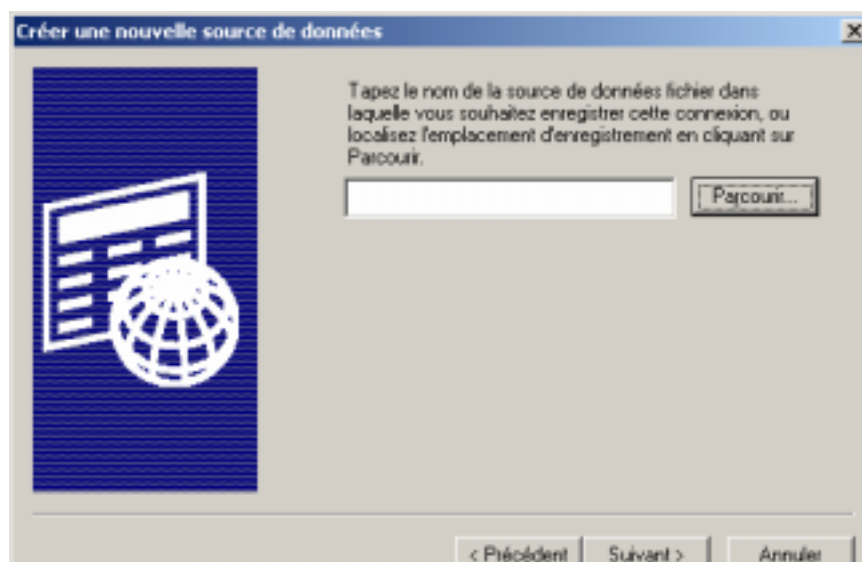 Créer une nouvelle source de données
Tapez le nom de la source de données fichier dans
laquelle vous souhaitez enregistrer cette connexion, ou
localisez l'emplacement d'enregistrement en cliquant sur
Parcourir.
Parcourir...
< Précédent
Suivant >
Annuler